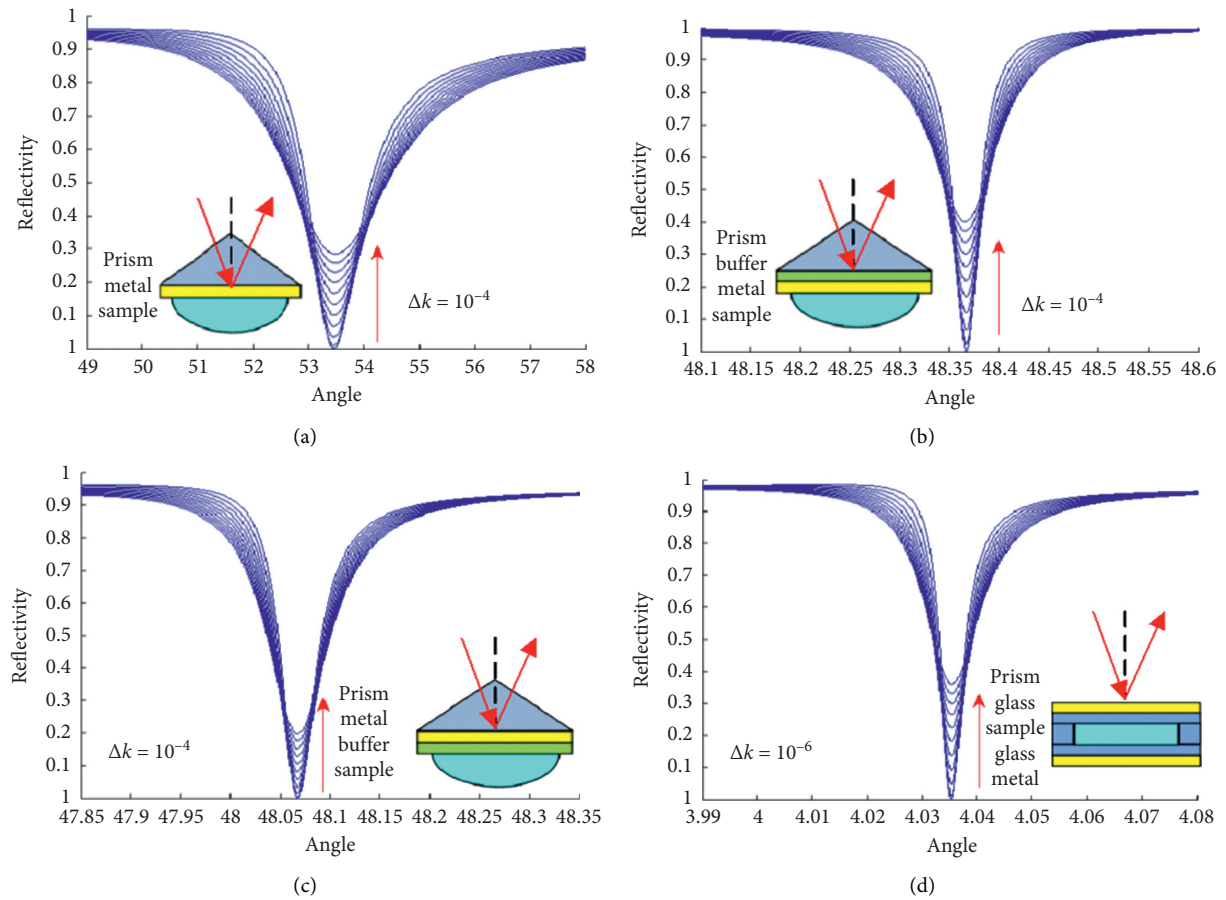 1
0.9
0.8
0.7
0.6
0.5
0.4
0.3
0.2
0.1
1
Reflectivity
Prism
metal
sample
Δk = 10⁻⁴
49 50 51 52 53 54 55 56 57 58
Angle
(a)
1
0.9
0.8
0.7
0.6
0.5
0.4
0.3
0.2
0.1
1
Reflectivity
Prism
buffer
metal
sample
Δk = 10⁻⁴
48.1 48.15 48.2 48.25 48.3 48.35 48.4 48.45 48.5 48.55 48.6
Angle
(b)
1
0.9
0.8
0.7
0.6
0.5
0.4
0.3
0.2
0.1
1
Reflectivity
Δk = 10⁻⁴
Prism
metal
buffer
sample
47.85 47.9 47.95 48 48.05 48.1 48.15 48.2 48.25 48.3 48.35
Angle
(c)
1
0.9
0.8
0.7
0.6
0.5
0.4
0.3
0.2
0.1
1
Reflectivity
Δk = 10⁻⁶
Prism
glass
sample
glass
metal
3.99 4 4.01 4.02 4.03 4.04 4.05 4.06 4.07 4.08
Angle
(d)